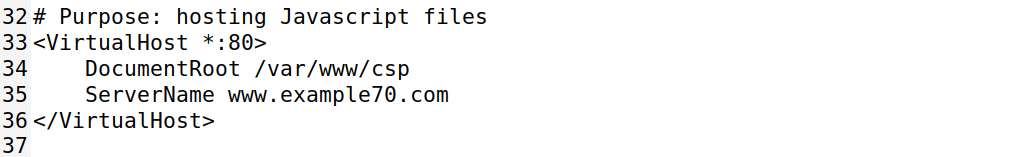 32 # Purpose: hosting Javascript files
33 <VirtualHost *:80>
34     DocumentRoot /var/www/csp
35     ServerName www.example70.com
36 </VirtualHost>
37